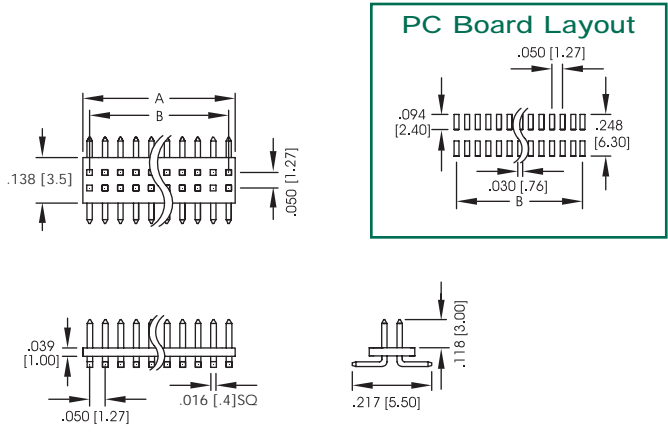 PC Board Layout
.050 [1.27]
.094
[2.40]
.248
[6.30]
.030 [.76]
B
A
B
.138 [3.5]
.050 [1.27]
.039
[1.00]
.050 [1.27]
.016 [.4]SQ
.118 [3.00]
.217 [5.50]